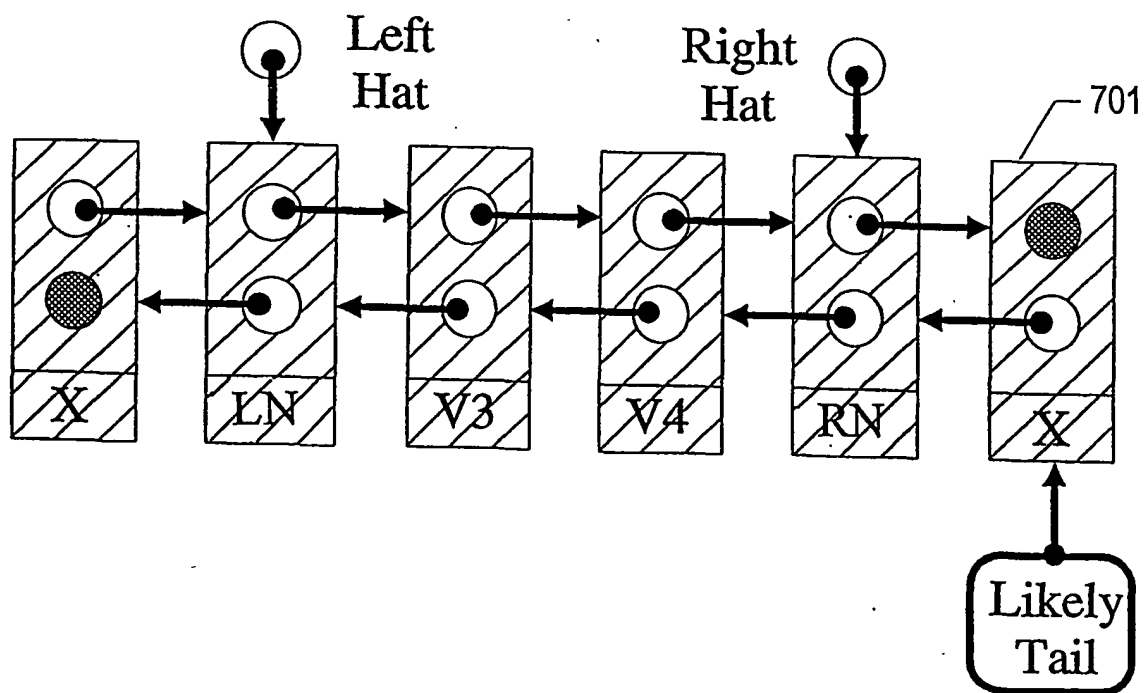 Left
Hat
Right
Hat
701
X LN V3 V4 RN X
Likely
Tail